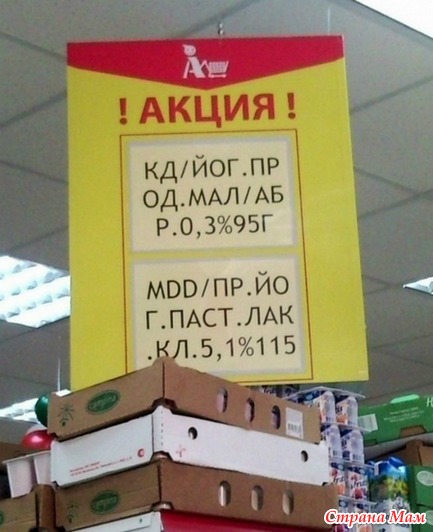 ! АКЦИЯ !
КД/ЙОГ.ПР
ОД.МАЛ/АБ
Р.0,3%95Г
MDD/ПР.ЙО
Г.ПАСТ.ЛАК
.КЛ.5,1%115
campina
Страна Мам